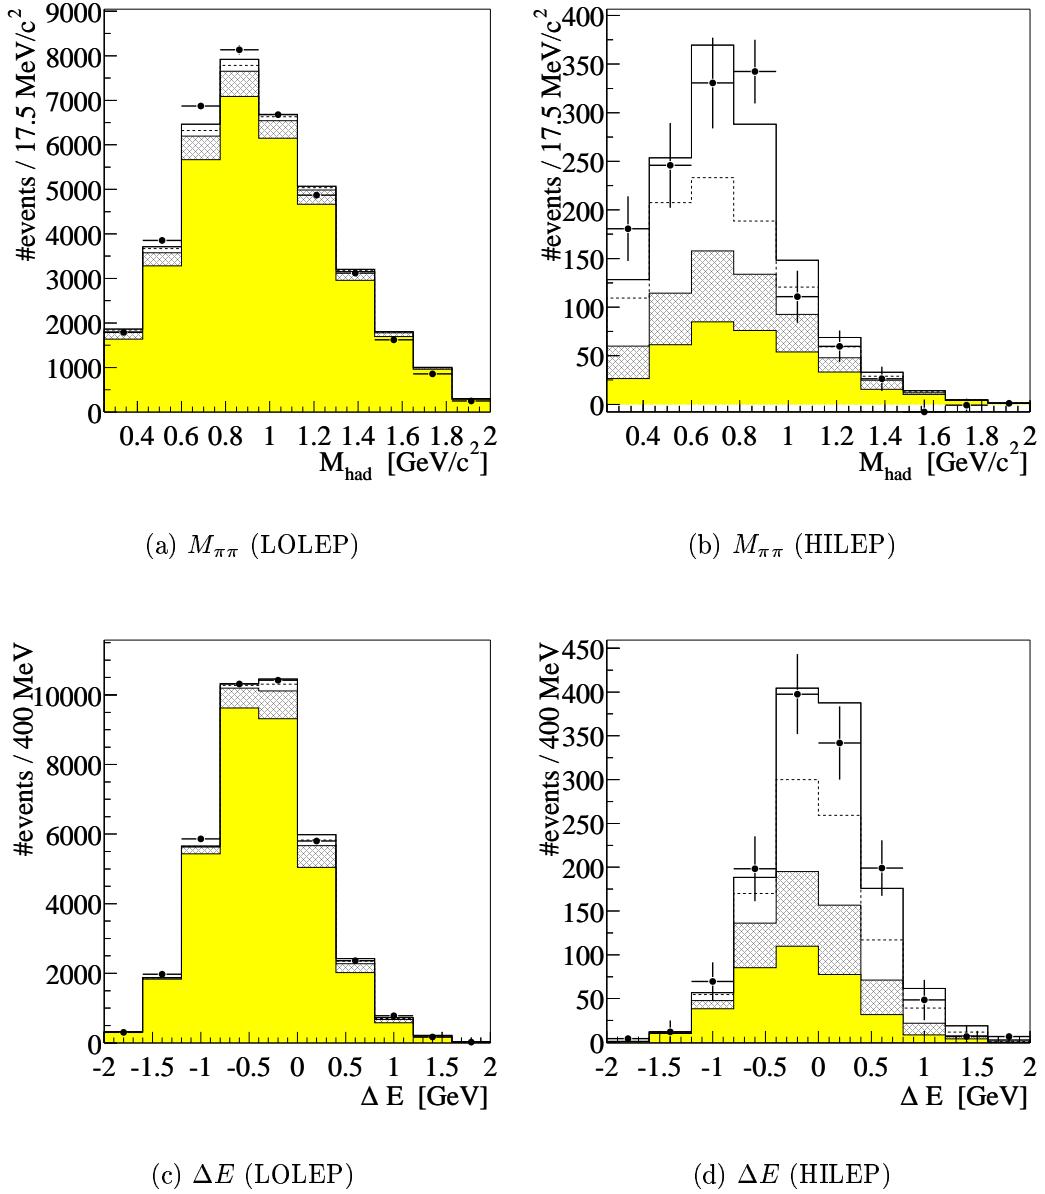 #events / 17.5 MeV/c²
9000
8000
7000
6000
5000
4000
3000
2000
1000
0
0.4 0.6 0.8 1 1.2 1.4 1.6 1.8 2
M_had [GeV/c²]
(a) M_ππ (LOLEP)
#events / 17.5 MeV/c²
400
350
300
250
200
150
100
50
0
0.4 0.6 0.8 1 1.2 1.4 1.6 1.8 2
M_had [GeV/c²]
(b) M_ππ (HILEP)
#events / 400 MeV
10000
8000
6000
4000
2000
0
-2 -1.5 -1 -0.5 0 0.5 1 1.5 2
Δ E [GeV]
(c) ΔE (LOLEP)
#events / 400 MeV
450
400
350
300
250
200
150
100
50
0
-2 -1.5 -1 -0.5 0 0.5 1 1.5 2
Δ E [GeV]
(d) ΔE (HILEP)